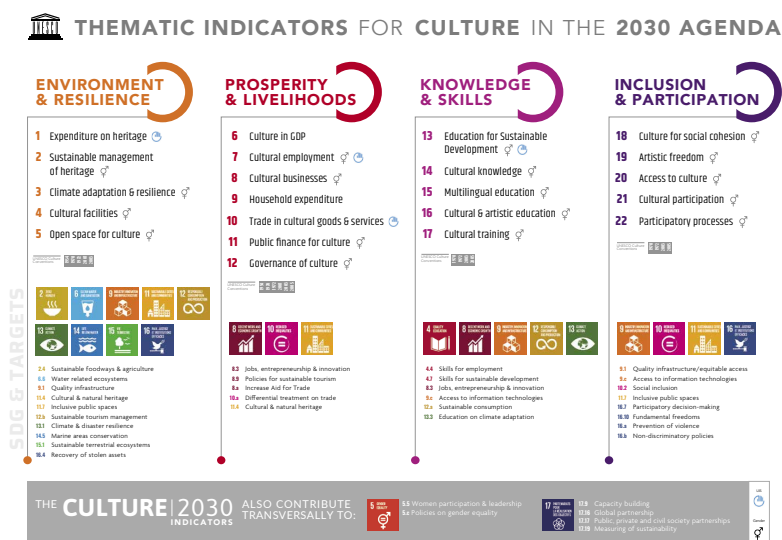 THEMATIC INDICATORS FOR CULTURE IN THE 2030 AGENDA
ENVIRONMENT
& RESILIENCE
1 Expenditure on heritage
2 Sustainable management
of heritage
3 Climate adaptation & resilience
4 Cultural facilities
5 Open space for culture
PROSPERITY
& LIVELIHOODS
6 Culture in GDP
7 Cultural employment
8 Cultural businesses
9 Household expenditure
10 Trade in cultural goods & services
11 Public finance for culture
12 Governance of culture
KNOWLEDGE
& SKILLS
13 Education for Sustainable
Development
14 Cultural knowledge
15 Multilingual education
16 Cultural & artistic education
17 Cultural training
INCLUSION
& PARTICIPATION
18 Culture for social cohesion
19 Artistic freedom
20 Access to culture
21 Cultural participation
22 Participatory processes
SDG & TARGETS
2.4 Sustainable foodways & agriculture
6.6 Water related ecosystems
9.1 Quality infrastructure
11.4 Cultural & natural heritage
11.7 Inclusive public spaces
12.b Sustainable tourism management
13.1 Climate & disaster resilience
14.5 Marine areas conservation
15.1 Sustainable terrestrial ecosystems
16.4 Recovery of stolen assets
8.3 Jobs, entrepreneurship & innovation
8.9 Policies for sustainable tourism
8.a Increase Aid for Trade
10.a Differential treatment on trade
11.4 Cultural & natural heritage
4.4 Skills for employment
4.7 Skills for sustainable development
8.3 Jobs, entrepreneurship & innovation
9.c Access to information technologies
12.a Sustainable consumption
13.3 Education on climate adaptation
9.1 Quality infrastructure/equitable access
9.c Access to information technologies
10.2 Social inclusion
11.7 Inclusive public spaces
16.7 Participatory decision-making
16.10 Fundamental freedoms
16.a Prevention of violence
16.b Non-discriminatory policies
THE CULTURE|2030
INDICATORS
ALSO CONTRIBUTE
TRANSVERSALLY TO:
5.5 Women participation & leadership
5.c Policies on gender equality
17.9 Capacity building
17.16 Global partnership
17.17 Public, private and civil society partnerships
17.19 Measuring of sustainability
Gender